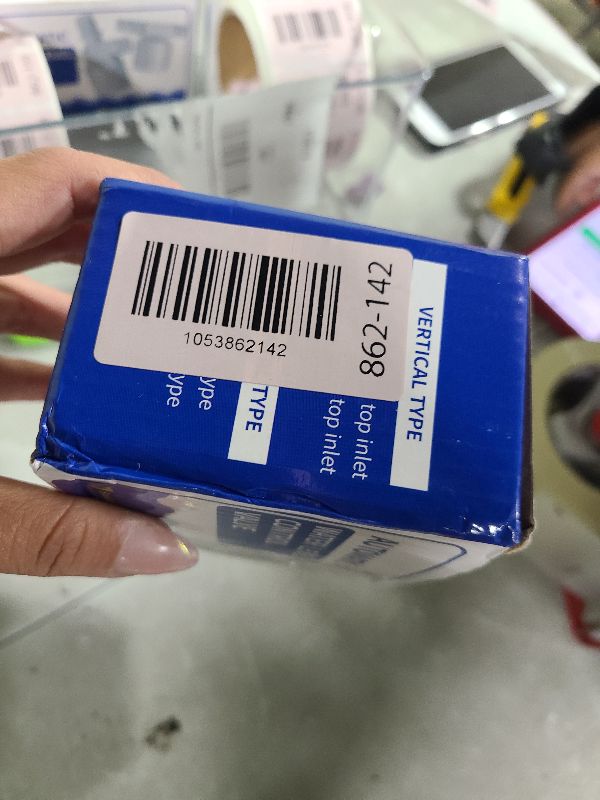 1053862142
862-142
VERTICAL TYPE
top inlet
top inlet
TYPE
ype
ype